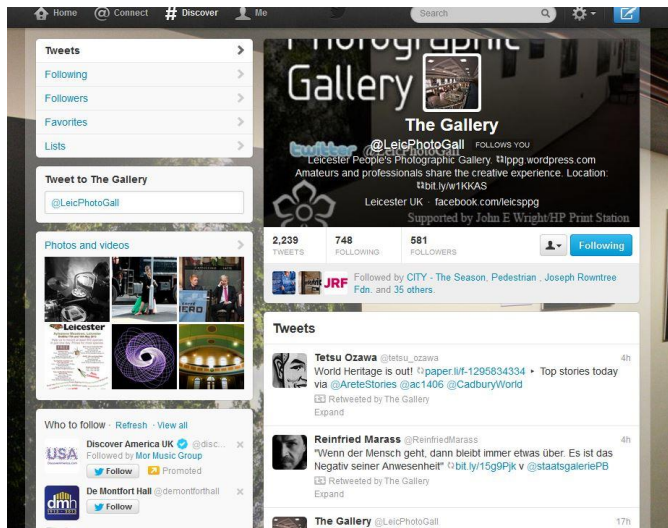 Home
@ Connect
# Discover
Me
Search
Tweets
Following
Followers
Favorites
Lists
Tweet to The Gallery
@LeicPhotoGall
Photos and videos
Leicester
Who to follow · Refresh · View all
Discover America UK @disc...
Followed by Mor Music Group
Follow
Promoted
USA
De Montfort Hall @demontforthall
Follow
dmh
Photographic
Gallery
The Gallery
twitter @LeicPhotoGall
@LeicPhotoGall FOLLOWS YOU
Leicester People's Photographic Gallery. lppg.wordpress.com
Amateurs and professionals share the creative experience. Location:
bit.ly/w1KKAS
Leicester UK · facebook.com/leicsppg
Supported by John E Wright/HP Print Station
2,239
TWEETS
748
FOLLOWING
581
FOLLOWERS
Following
JRF
Followed by CITY - The Season, Pedestrian , Joseph Rowntree
Fdn. and 35 others.
Tweets
Tetsu Ozawa @tetsu_ozawa 4h
World Heritage is out! paper.li/f-1295834334 ▸ Top stories today
via @AreteStories @ac1406 @CadburyWorld
Retweeted by The Gallery
Expand
Reinfried Marass @ReinfriedMarass 4h
"Wenn der Mensch geht, dann bleibt immer etwas über. Es ist das
Negativ seiner Anwesenheit" bit.ly/15g9Pjk v @staatsgaleriePB
Retweeted by The Gallery
Expand
The Gallery @LeicPhotoGall 17h